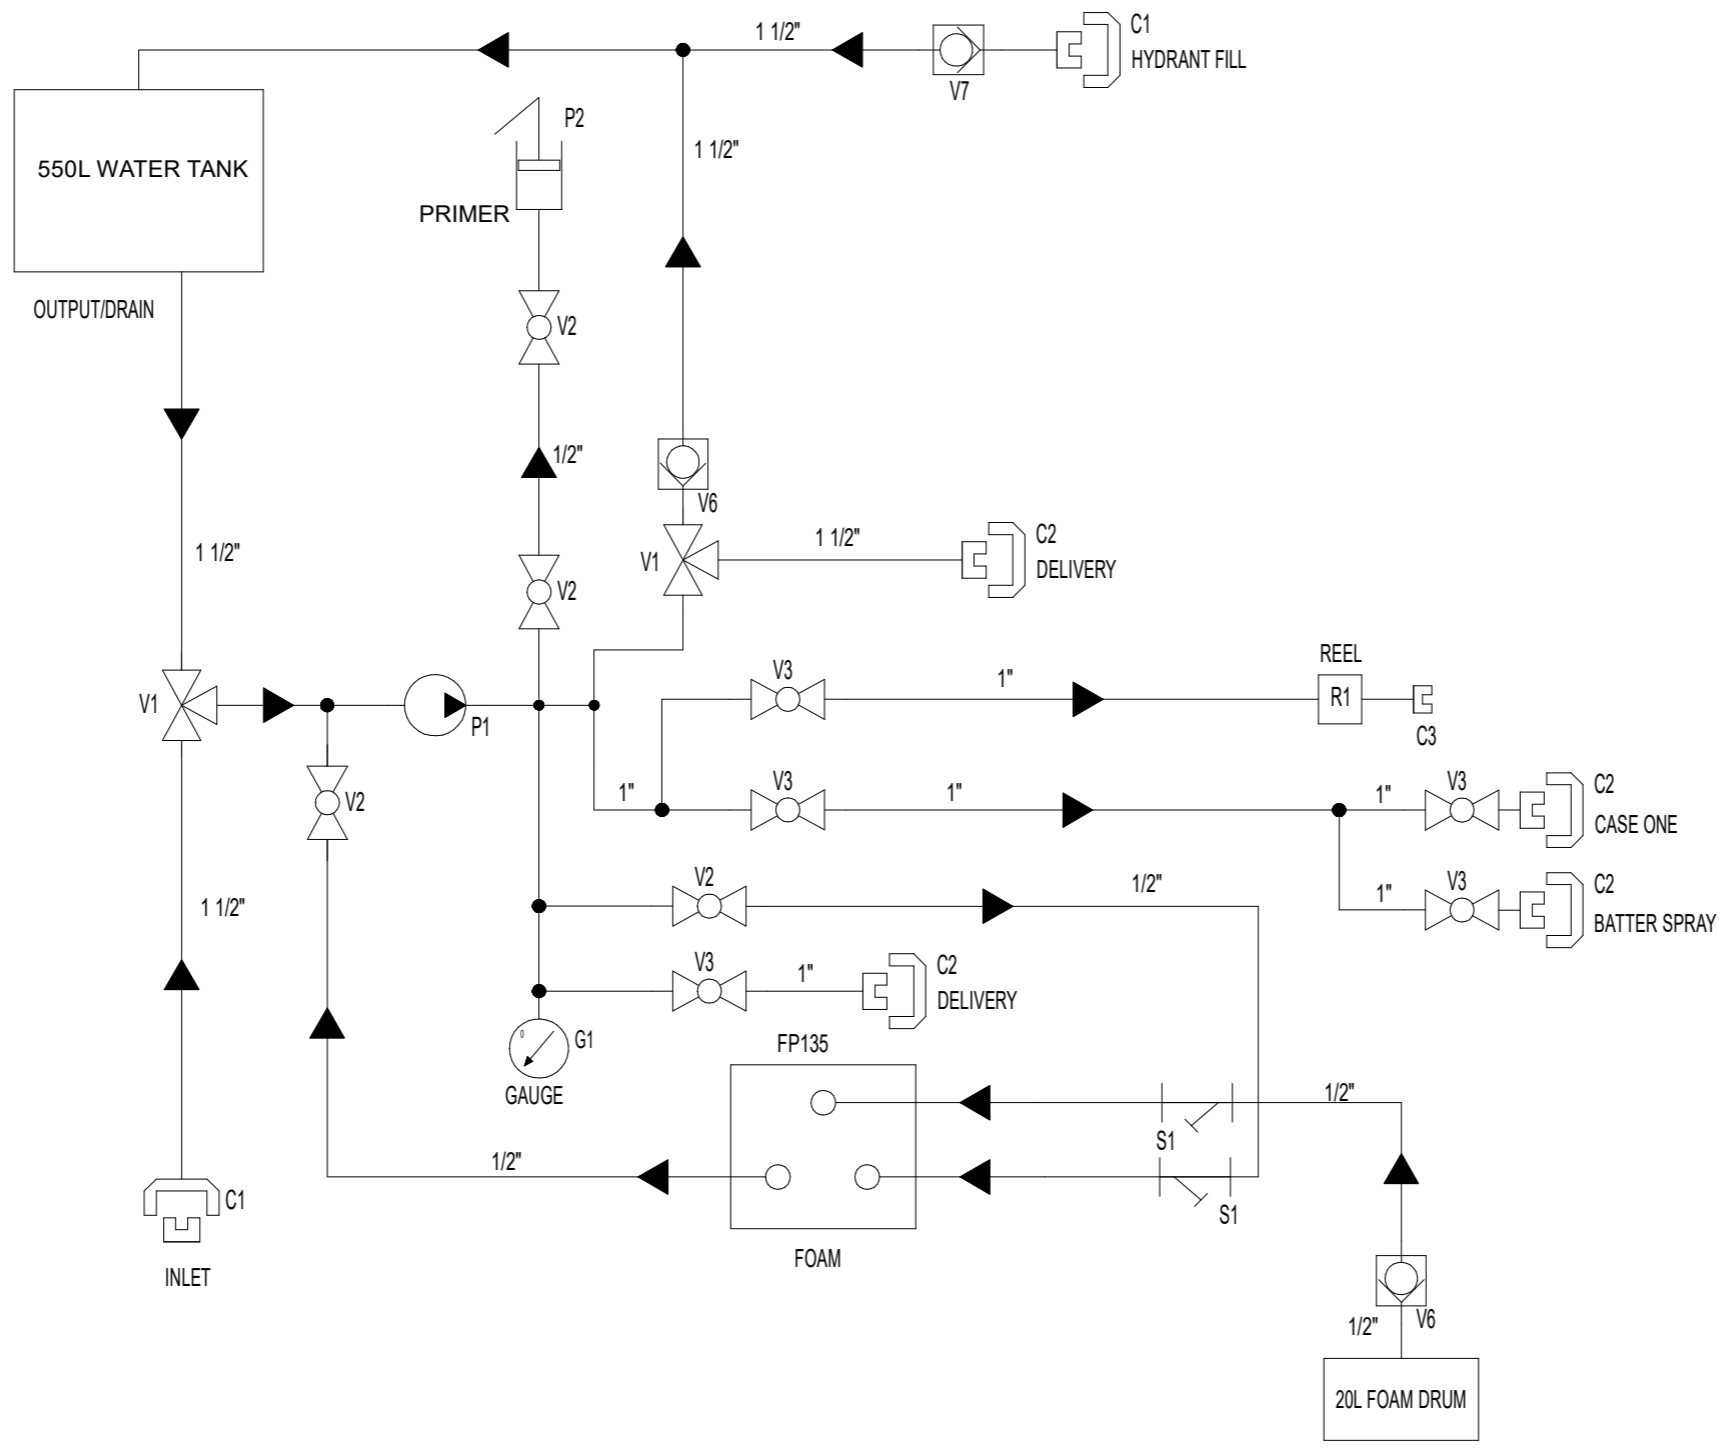 1 1/2"
C1
HYDRANT FILL
V7
P2
1 1/2"
550L WATER TANK
PRIMER
OUTPUT/DRAIN
V2
1/2"
V6
1 1/2"
C2
DELIVERY
1 1/2"
V1
V2
REEL
V3
1"
R1
V1
P1
C3
V3
1"
1"
1"
V3
C2
CASE ONE
V2
V2
1/2"
1"
V3
C2
BATTER SPRAY
1 1/2"
V3
1"
C2
DELIVERY
0
G1
GAUGE
FP135
1/2"
S1
1/2"
S1
C1
INLET
FOAM
1/2"
V6
20L FOAM DRUM